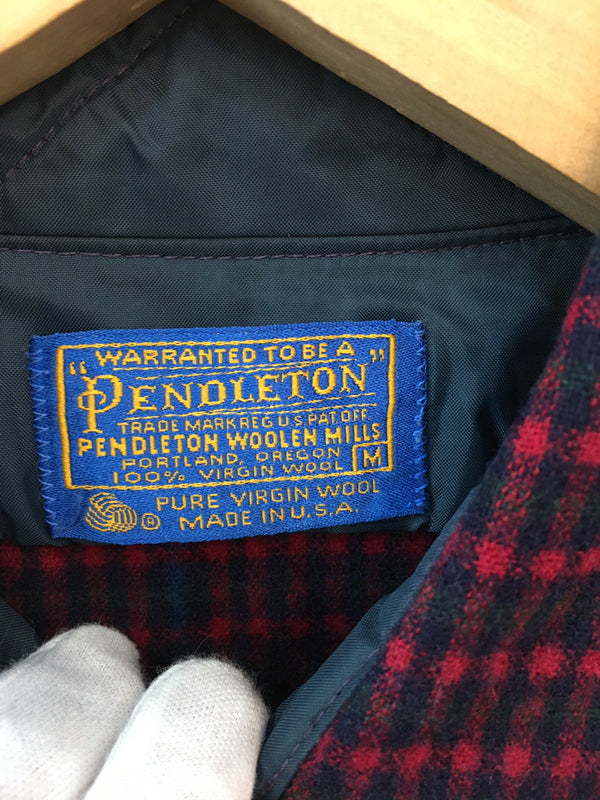 WARRANTED TO BE A
"PENDLETON"
TRADE MARK REG U.S. PAT. OFF.
PENDLETON WOOLEN MILLS
PORTLAND, OREGON
100% VIRGIN WOOL M
® PURE VIRGIN WOOL
MADE IN U.S.A.